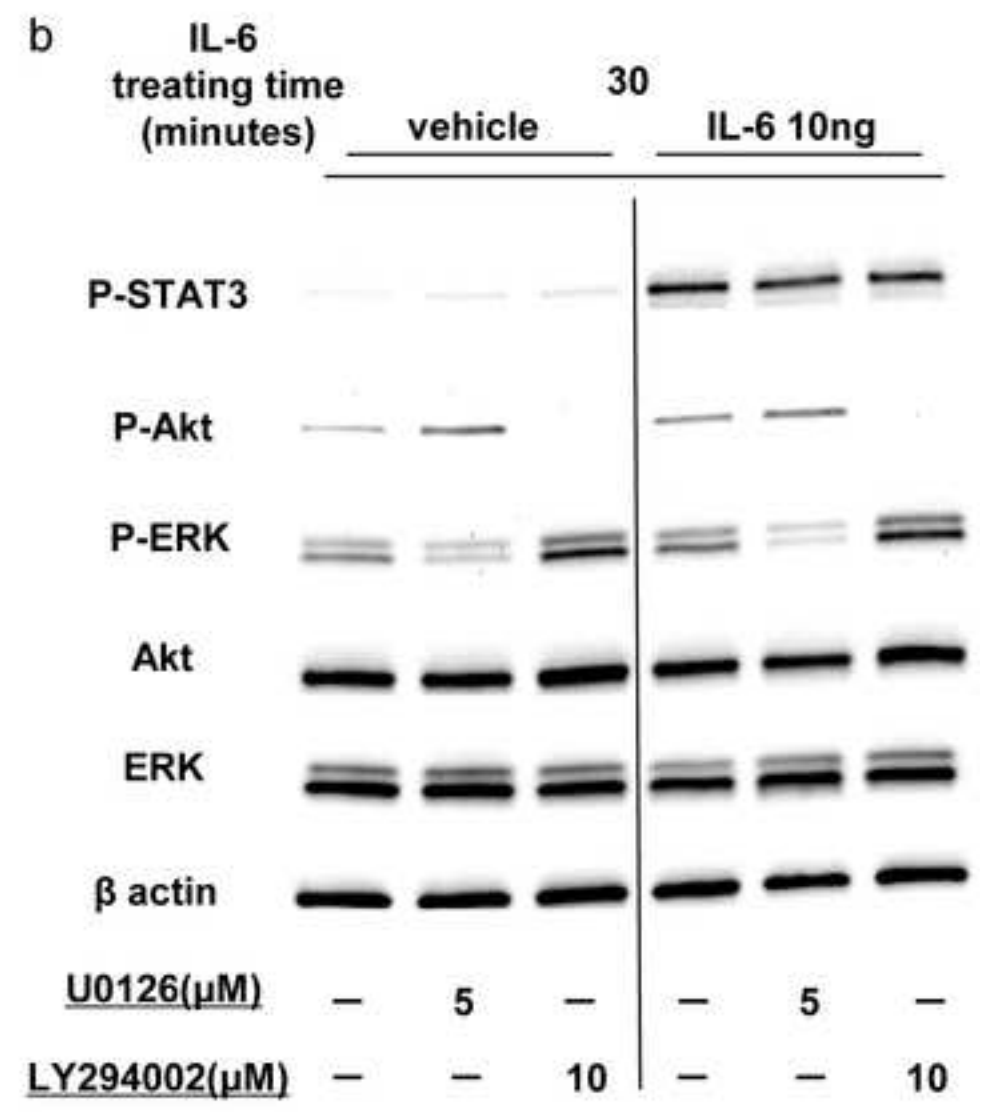 b
IL-6
treating time
(minutes)
30
vehicle
IL-6 10ng
P-STAT3
P-Akt
P-ERK
Akt
ERK
β actin
U0126(μM) – 5 – – 5 –
LY294002(μM) – – 10 – – 10